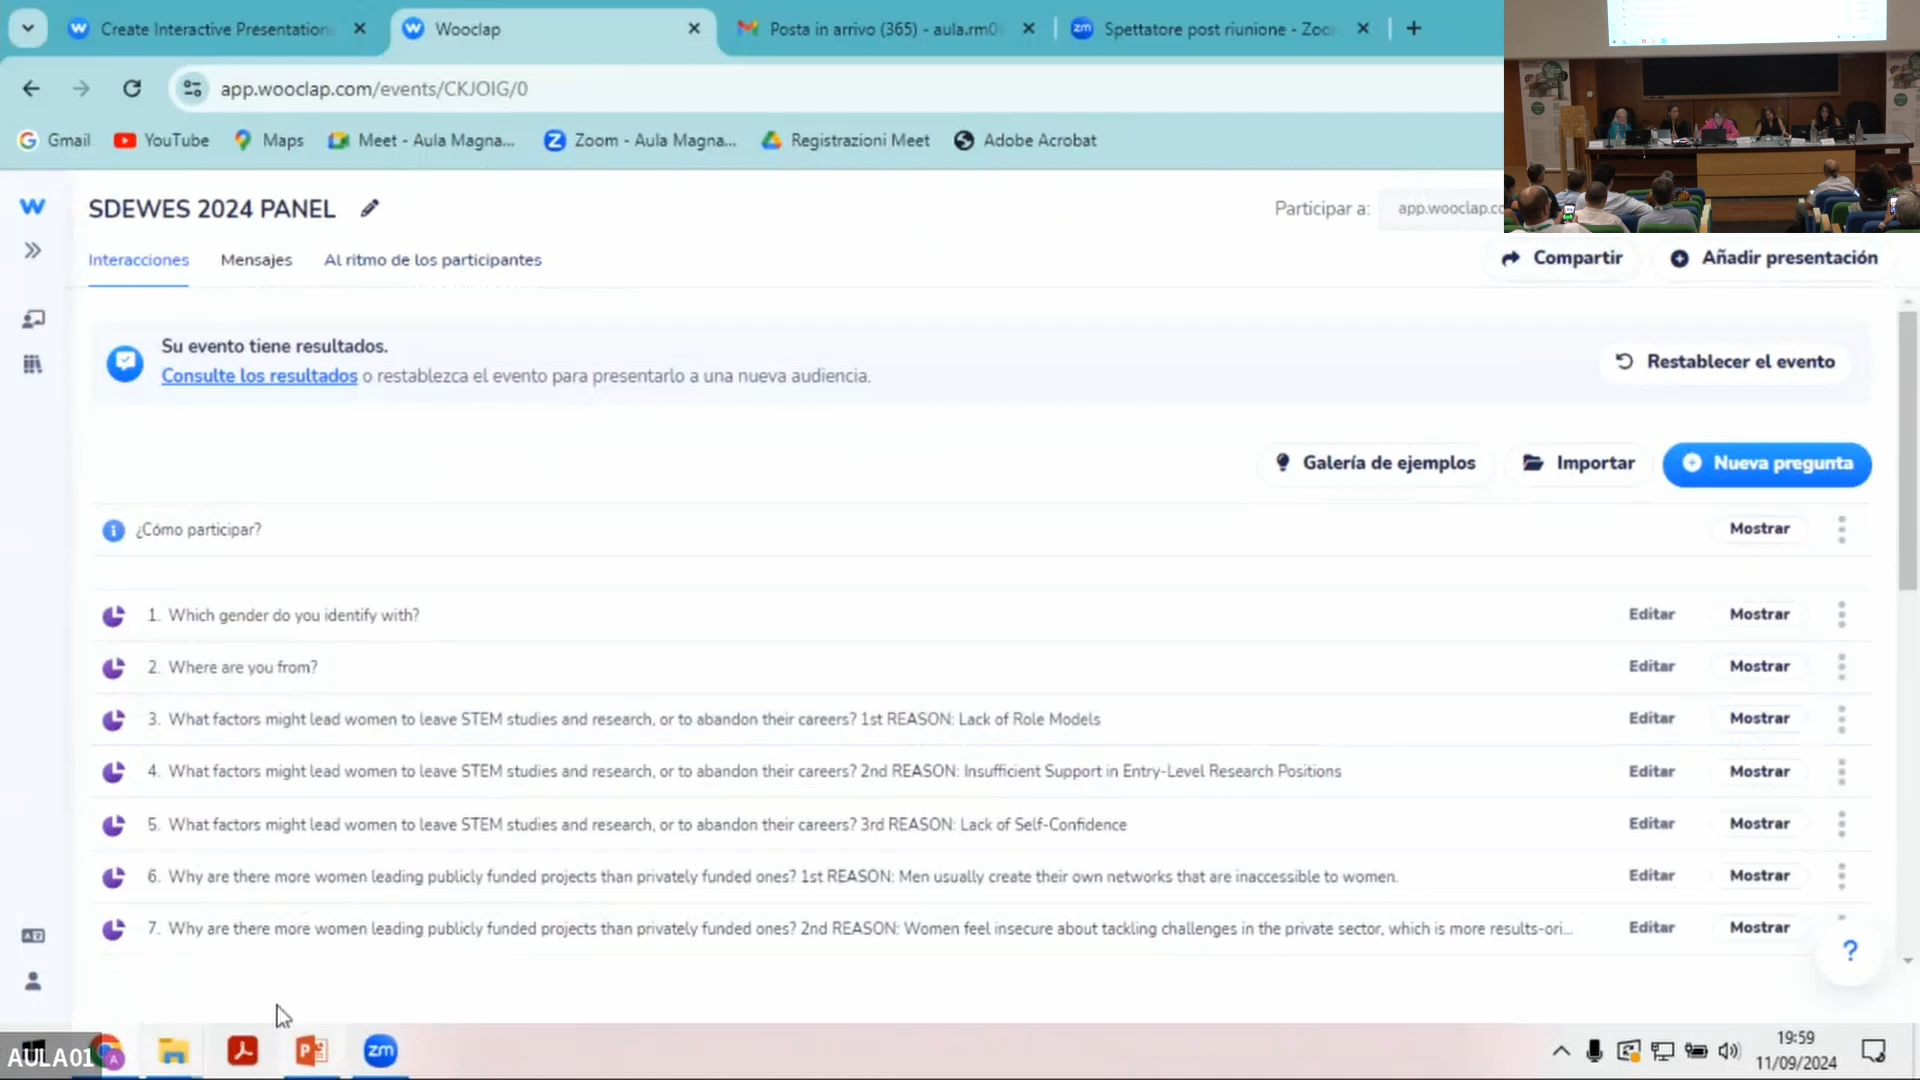 Create Interactive Presentation
Wooclap
Posta in arrivo (365) - aula.rm0
Spettatore post riunione - Zoo
app.wooclap.com/events/CKJOIG/0
Gmail
YouTube
Maps
Meet - Aula Magna...
Zoom - Aula Magna...
Registrazioni Meet
Adobe Acrobat
SDEWES 2024 PANEL
Participar a:
app.wooclap.co
Interacciones
Mensajes
Al ritmo de los participantes
Compartir
Añadir presentación
Su evento tiene resultados.
Consulte los resultados o restablezca el evento para presentarlo a una nueva audiencia.
Restablecer el evento
Galería de ejemplos
Importar
Nueva pregunta
¿Cómo participar?
Mostrar
1. Which gender do you identify with?
Editar
Mostrar
2. Where are you from?
Editar
Mostrar
3. What factors might lead women to leave STEM studies and research, or to abandon their careers? 1st REASON: Lack of Role Models
Editar
Mostrar
4. What factors might lead women to leave STEM studies and research, or to abandon their careers? 2nd REASON: Insufficient Support in Entry-Level Research Positions
Editar
Mostrar
5. What factors might lead women to leave STEM studies and research, or to abandon their careers? 3rd REASON: Lack of Self-Confidence
Editar
Mostrar
6. Why are there more women leading publicly funded projects than privately funded ones? 1st REASON: Men usually create their own networks that are inaccessible to women.
Editar
Mostrar
7. Why are there more women leading publicly funded projects than privately funded ones? 2nd REASON: Women feel insecure about tackling challenges in the private sector, which is more results-ori...
Editar
Mostrar
?
AULA01
zm
19:59
11/09/2024